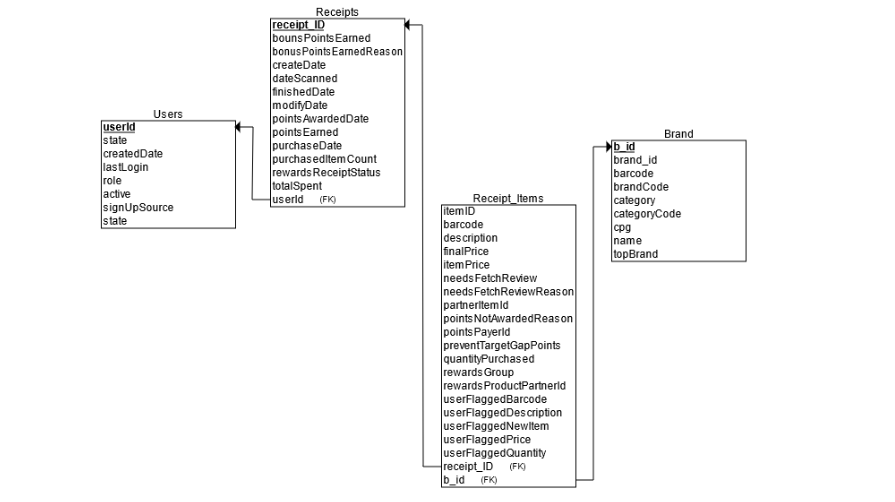 Receipts
receipt_ID
bounsPointsEarned
bonusPointsEarnedReason
createDate
dateScanned
finishedDate
modifyDate
pointsAwardedDate
pointsEarned
purchaseDate
purchasedItemCount
rewardsReceiptStatus
totalSpent
userId (FK)
Users
userId
state
createdDate
lastLogin
role
active
signUpSource
state
Receipt_Items
itemID
barcode
description
finalPrice
itemPrice
needsFetchReview
needsFetchReviewReason
partnerItemId
pointsNotAwardedReason
pointsPayerId
preventTargetGapPoints
quantityPurchased
rewardsGroup
rewardsProductPartnerId
userFlaggedBarcode
userFlaggedDescription
userFlaggedNewItem
userFlaggedPrice
userFlaggedQuantity
receipt_ID (FK)
b_id (FK)
Brand
b_id
brand_id
barcode
brandCode
category
categoryCode
cpg
name
topBrand